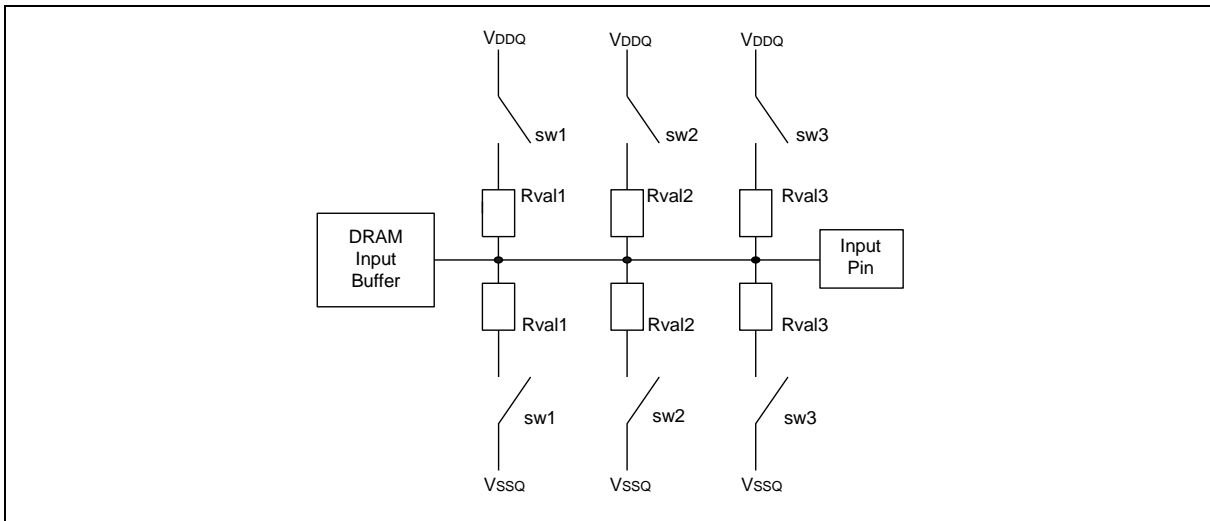 VDDQ VDDQ VDDQ
sw1 sw2 sw3
Rval1 Rval2 Rval3
DRAM
Input
Buffer
Input
Pin
Rval1 Rval2 Rval3
sw1 sw2 sw3
VSSQ VSSQ VSSQ